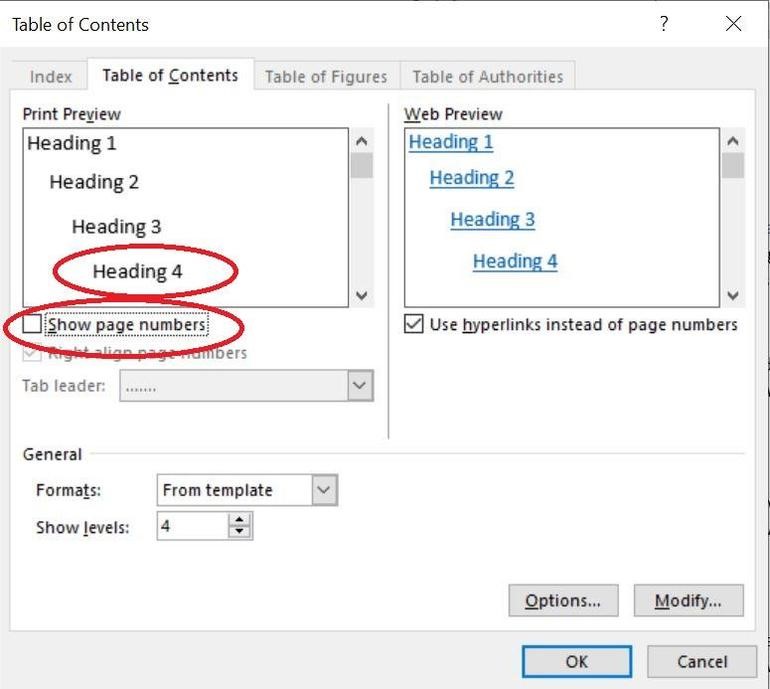 Table of Contents ?
Index Table of Contents Table of Figures Table of Authorities
Print Preview
Heading 1
Heading 2
Heading 3
Heading 4
Show page numbers
Right align page numbers
Tab leader: .......
Web Preview
Heading 1
Heading 2
Heading 3
Heading 4
Use hyperlinks instead of page numbers
General
Formats: From template
Show levels: 4
Options... Modify...
OK Cancel